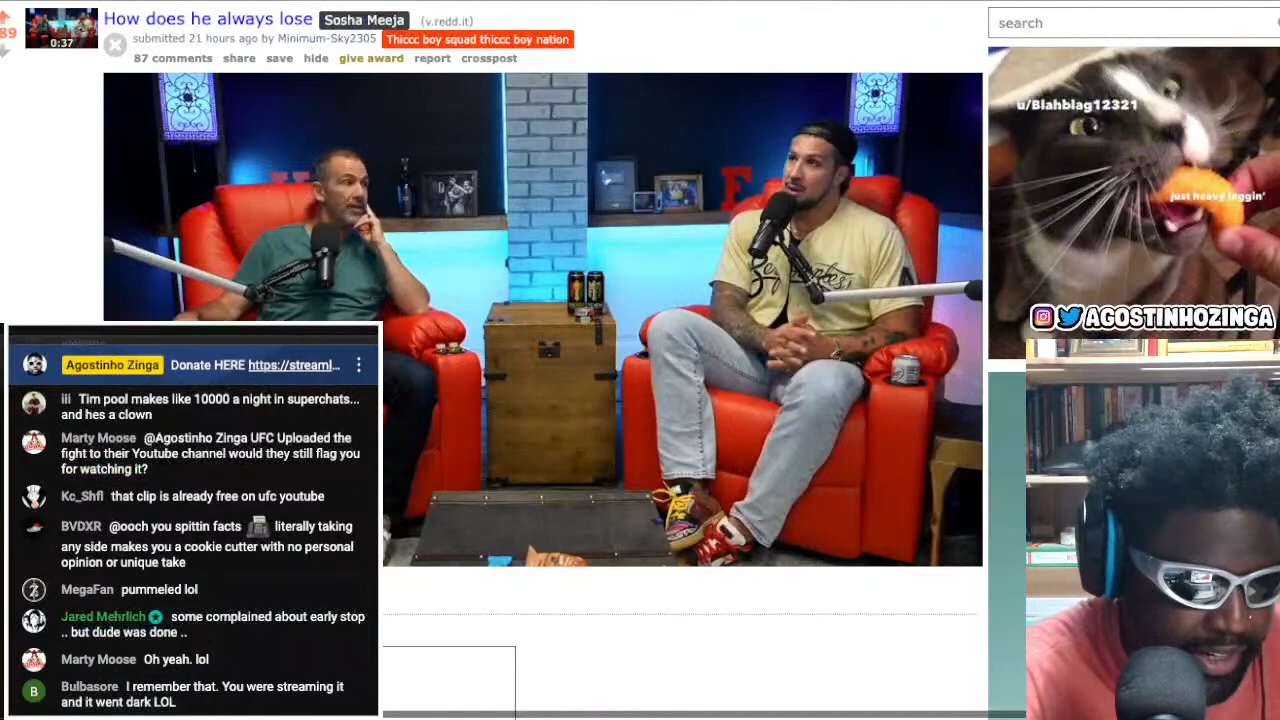 89
How does he always lose Sosha Meeja (v.redd.it)
0:37
submitted 21 hours ago by Minimum-Sky2305 Thiccc boy squad thiccc boy nation
87 comments share save hide give award report crosspost
search
u/Blahblag12321
just heavy leggin'
AGOSTINHOZINGA
Agostinho Zinga Donate HERE https://streaml...
iii Tim pool makes like 10000 a night in superchats...
and hes a clown
Marty Moose @Agostinho Zinga UFC Uploaded the
fight to their Youtube channel would they still flag you
for watching it?
Kc_Shfl that clip is already free on ufc youtube
BVDXR @ooch you spittin facts literally taking
any side makes you a cookie cutter with no personal
opinion or unique take
MegaFan pummeled lol
Jared Mehrlich some complained about early stop
.. but dude was done ..
Marty Moose Oh yeah. lol
B
Bulbasore I remember that. You were streaming it
and it went dark LOL